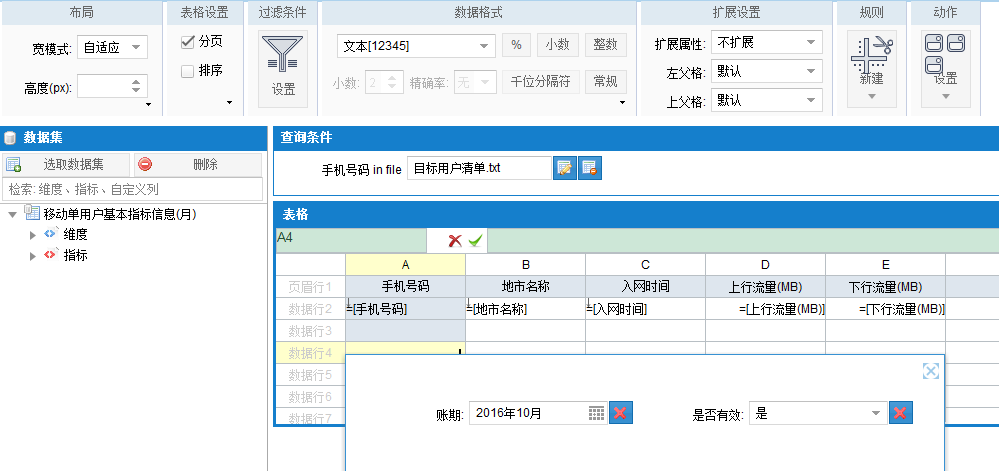 布局 表格设置 过滤条件 数据格式 扩展设置 规则 动作
宽模式: 自适应 分页 文本[12345] % 小数 整数 扩展属性: 不扩展
排序 左父格: 默认
高度(px): 设置 小数: 2 精确率: 无 千位分隔符 常规 新建 设置
上父格: 默认
数据集 查询条件
选取数据集 删除
手机号码 in file 目标用户清单.txt
检索: 维度、指标、自定义列
移动单用户基本指标信息(月) 表格
维度 A4
指标
A B C D E
页眉行1 手机号码 地市名称 入网时间 上行流量(MB) 下行流量(MB)
数据行2 =[手机号码] =[地市名称] =[入网时间] =[上行流量(MB)] =[下行流量(MB)]
数据行3
数据行4
数据行5
数据行6
账期: 2016年10月 是否有效: 是
数据行7